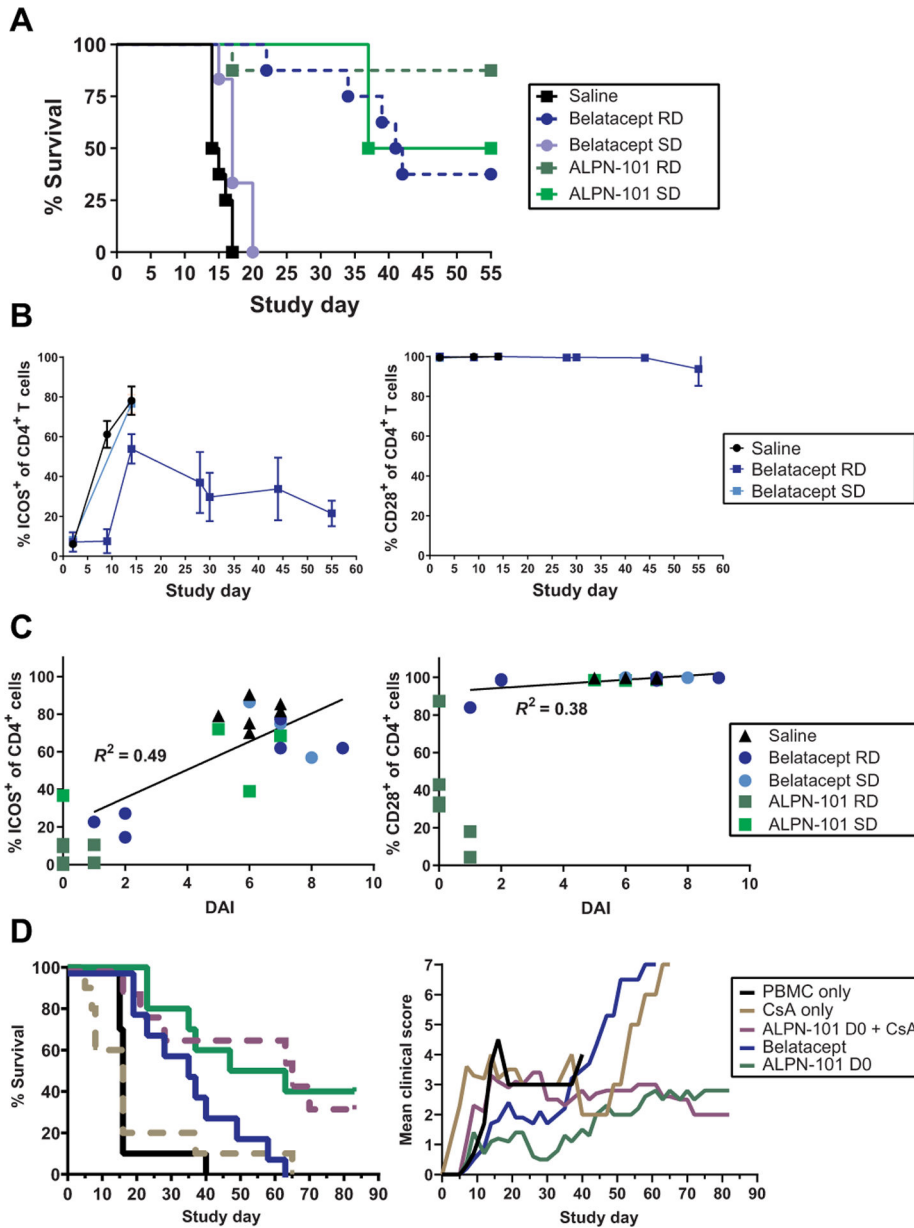 A
% Survival
100
75
50
25
0
0 5 10 15 20 25 30 35 40 45 50 55
Study day
Saline
Belatacept RD
Belatacept SD
ALPN-101 RD
ALPN-101 SD
B
% ICOS+ of CD4+ T cells
100
80
60
40
20
0
0 5 10 15 20 25 30 35 40 45 50 55 60
Study day
% CD28+ of CD4+ T cells
100
80
60
40
20
0
0 5 10 15 20 25 30 35 40 45 50 55 60
Study day
Saline
Belatacept RD
Belatacept SD
C
% ICOS+ of CD4+ cells
100
80
60
40
20
0
R2 = 0.49
0 2 4 6 8 10
DAI
% CD28+ of CD4+ cells
100
80
60
40
20
0
R2 = 0.38
0 2 4 6 8 10
DAI
Saline
Belatacept RD
Belatacept SD
ALPN-101 RD
ALPN-101 SD
D
% Survival
100
80
60
40
20
0
0 10 20 30 40 50 60 70 80 90
Study day
Mean clinical score
7
6
5
4
3
2
1
0
0 10 20 30 40 50 60 70 80 90
Study day
PBMC only
CsA only
ALPN-101 D0 + CsA
Belatacept
ALPN-101 D0